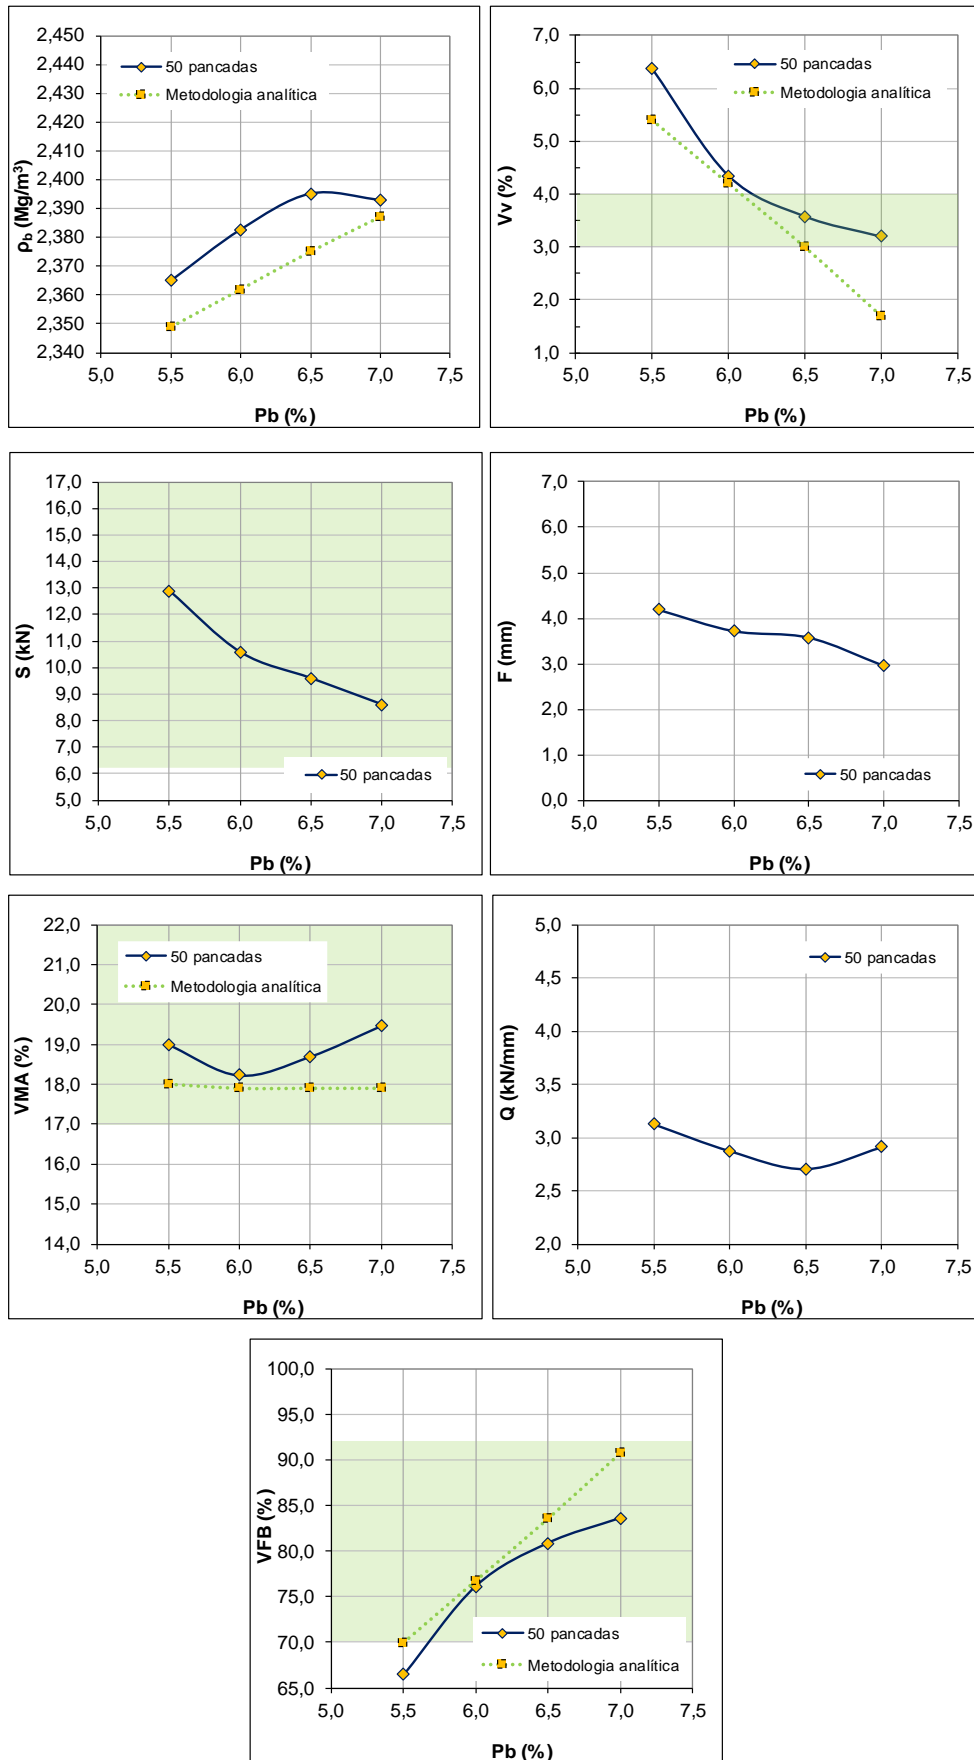 2,450
2,440
2,430
2,420
2,410
2,400
2,390
2,380
2,370
2,360
2,350
2,340
ρb (Mg/m³)
50 pancadas
Metodologia analítica
5,0 5,5 6,0 6,5 7,0 7,5
Pb (%)
7,0
6,0
5,0
4,0
3,0
2,0
1,0
Vv (%)
50 pancadas
Metodologia analítica
5,0 5,5 6,0 6,5 7,0 7,5
Pb (%)
17,0
16,0
15,0
14,0
13,0
12,0
11,0
10,0
9,0
8,0
7,0
6,0
5,0
S (kN)
50 pancadas
5,0 5,5 6,0 6,5 7,0 7,5
Pb (%)
7,0
6,0
5,0
4,0
3,0
2,0
1,0
0,0
F (mm)
50 pancadas
5,0 5,5 6,0 6,5 7,0 7,5
Pb (%)
22,0
21,0
20,0
19,0
18,0
17,0
16,0
15,0
14,0
VMA (%)
50 pancadas
Metodologia analítica
5,0 5,5 6,0 6,5 7,0 7,5
Pb (%)
5,0
4,5
4,0
3,5
3,0
2,5
2,0
Q (kN/mm)
50 pancadas
5,0 5,5 6,0 6,5 7,0 7,5
Pb (%)
100,0
95,0
90,0
85,0
80,0
75,0
70,0
65,0
VFB (%)
50 pancadas
Metodologia analítica
5,0 5,5 6,0 6,5 7,0 7,5
Pb (%)